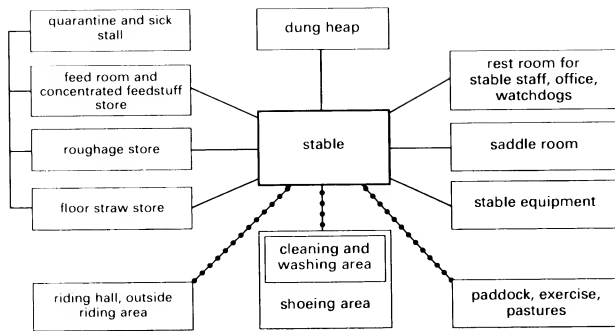 quarantine and sick
stall
dung heap
feed room and
concentrated feedstuff
store
rest room for
stable staff, office,
watchdogs
roughage store
stable
saddle room
floor straw store
stable equipment
cleaning and
washing area
shoeing area
riding hall, outside
riding area
paddock, exercise,
pastures